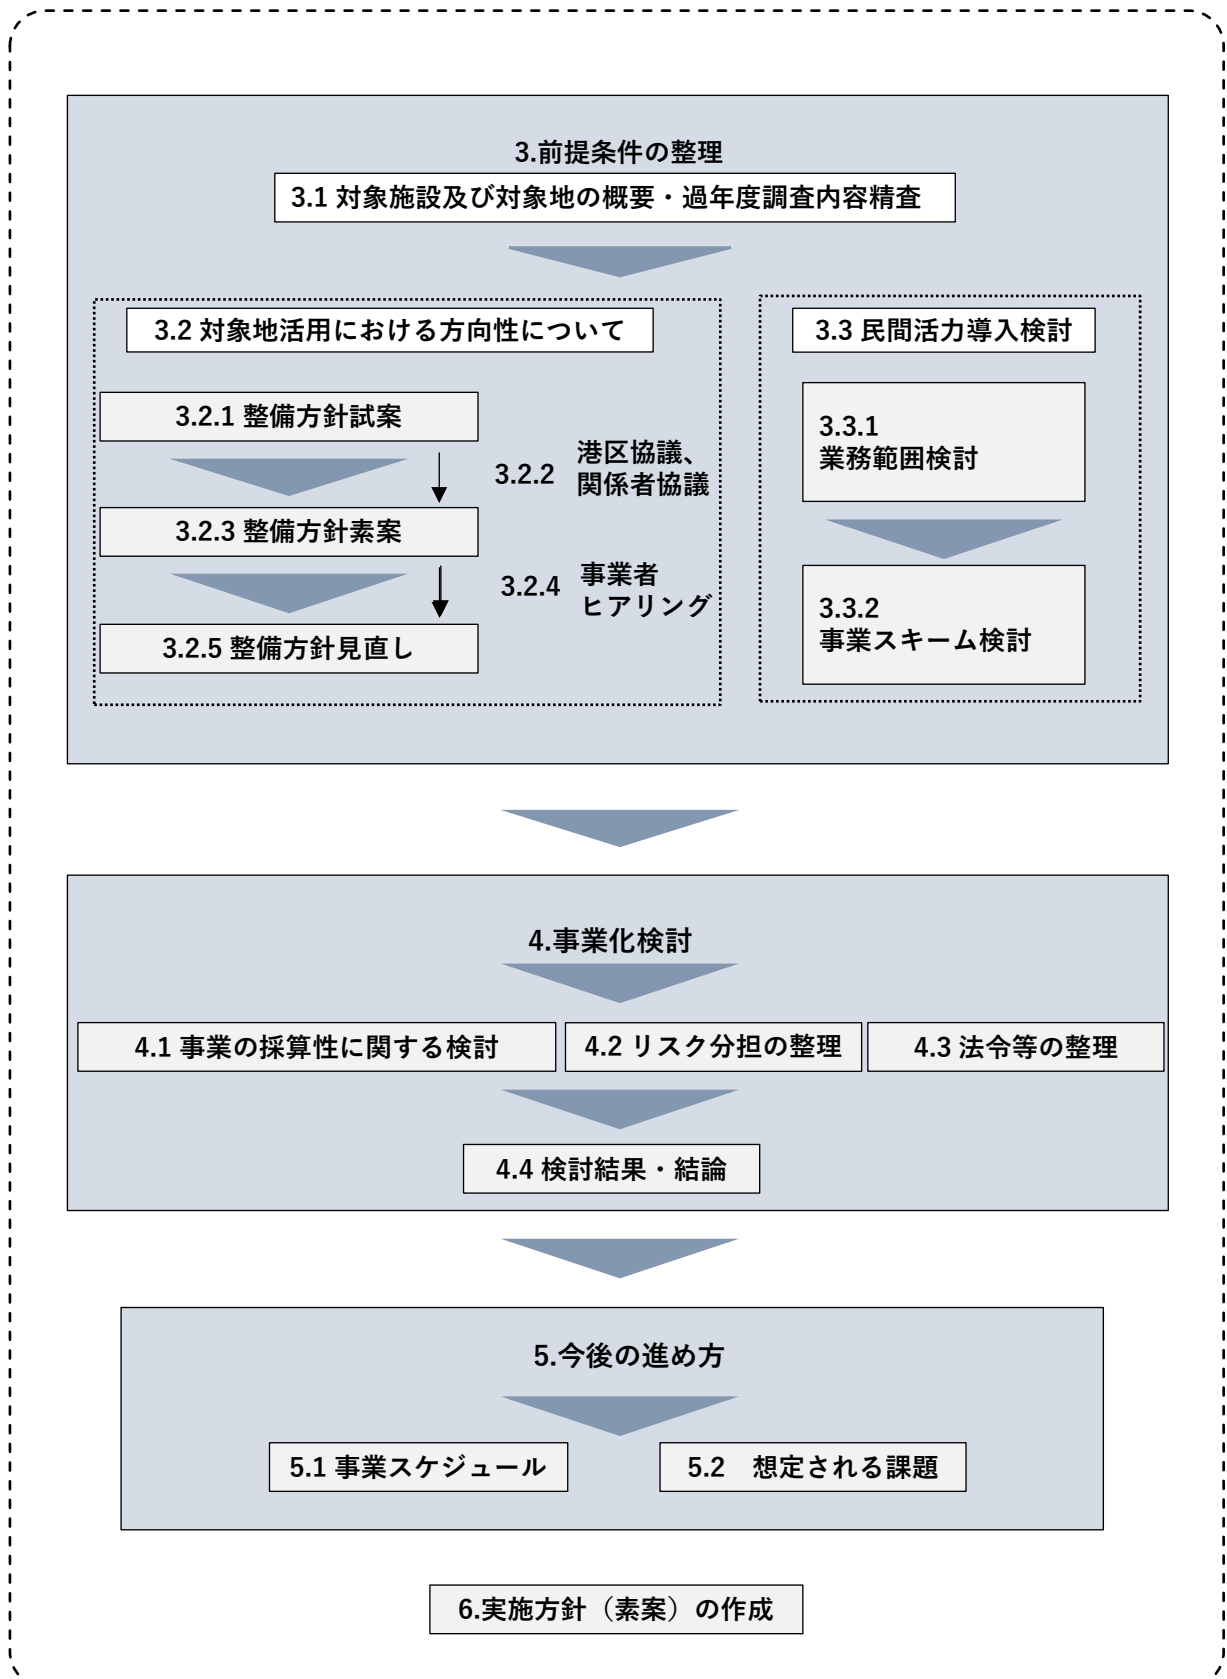 3.前提条件の整理
3.1 対象施設及び対象地の概要・過年度調査内容精査
3.2 対象地活用における方向性について
3.2.1 整備方針試案
3.2.2 港区協議、
関係者協議
3.2.3 整備方針素案
3.2.4 事業者
ヒアリング
3.2.5 整備方針見直し
3.3 民間活力導入検討
3.3.1
業務範囲検討
3.3.2
事業スキーム検討
4.事業化検討
4.1 事業の採算性に関する検討
4.2 リスク分担の整理
4.3 法令等の整理
4.4 検討結果・結論
5.今後の進め方
5.1 事業スケジュール
5.2　想定される課題
6.実施方針（素案）の作成